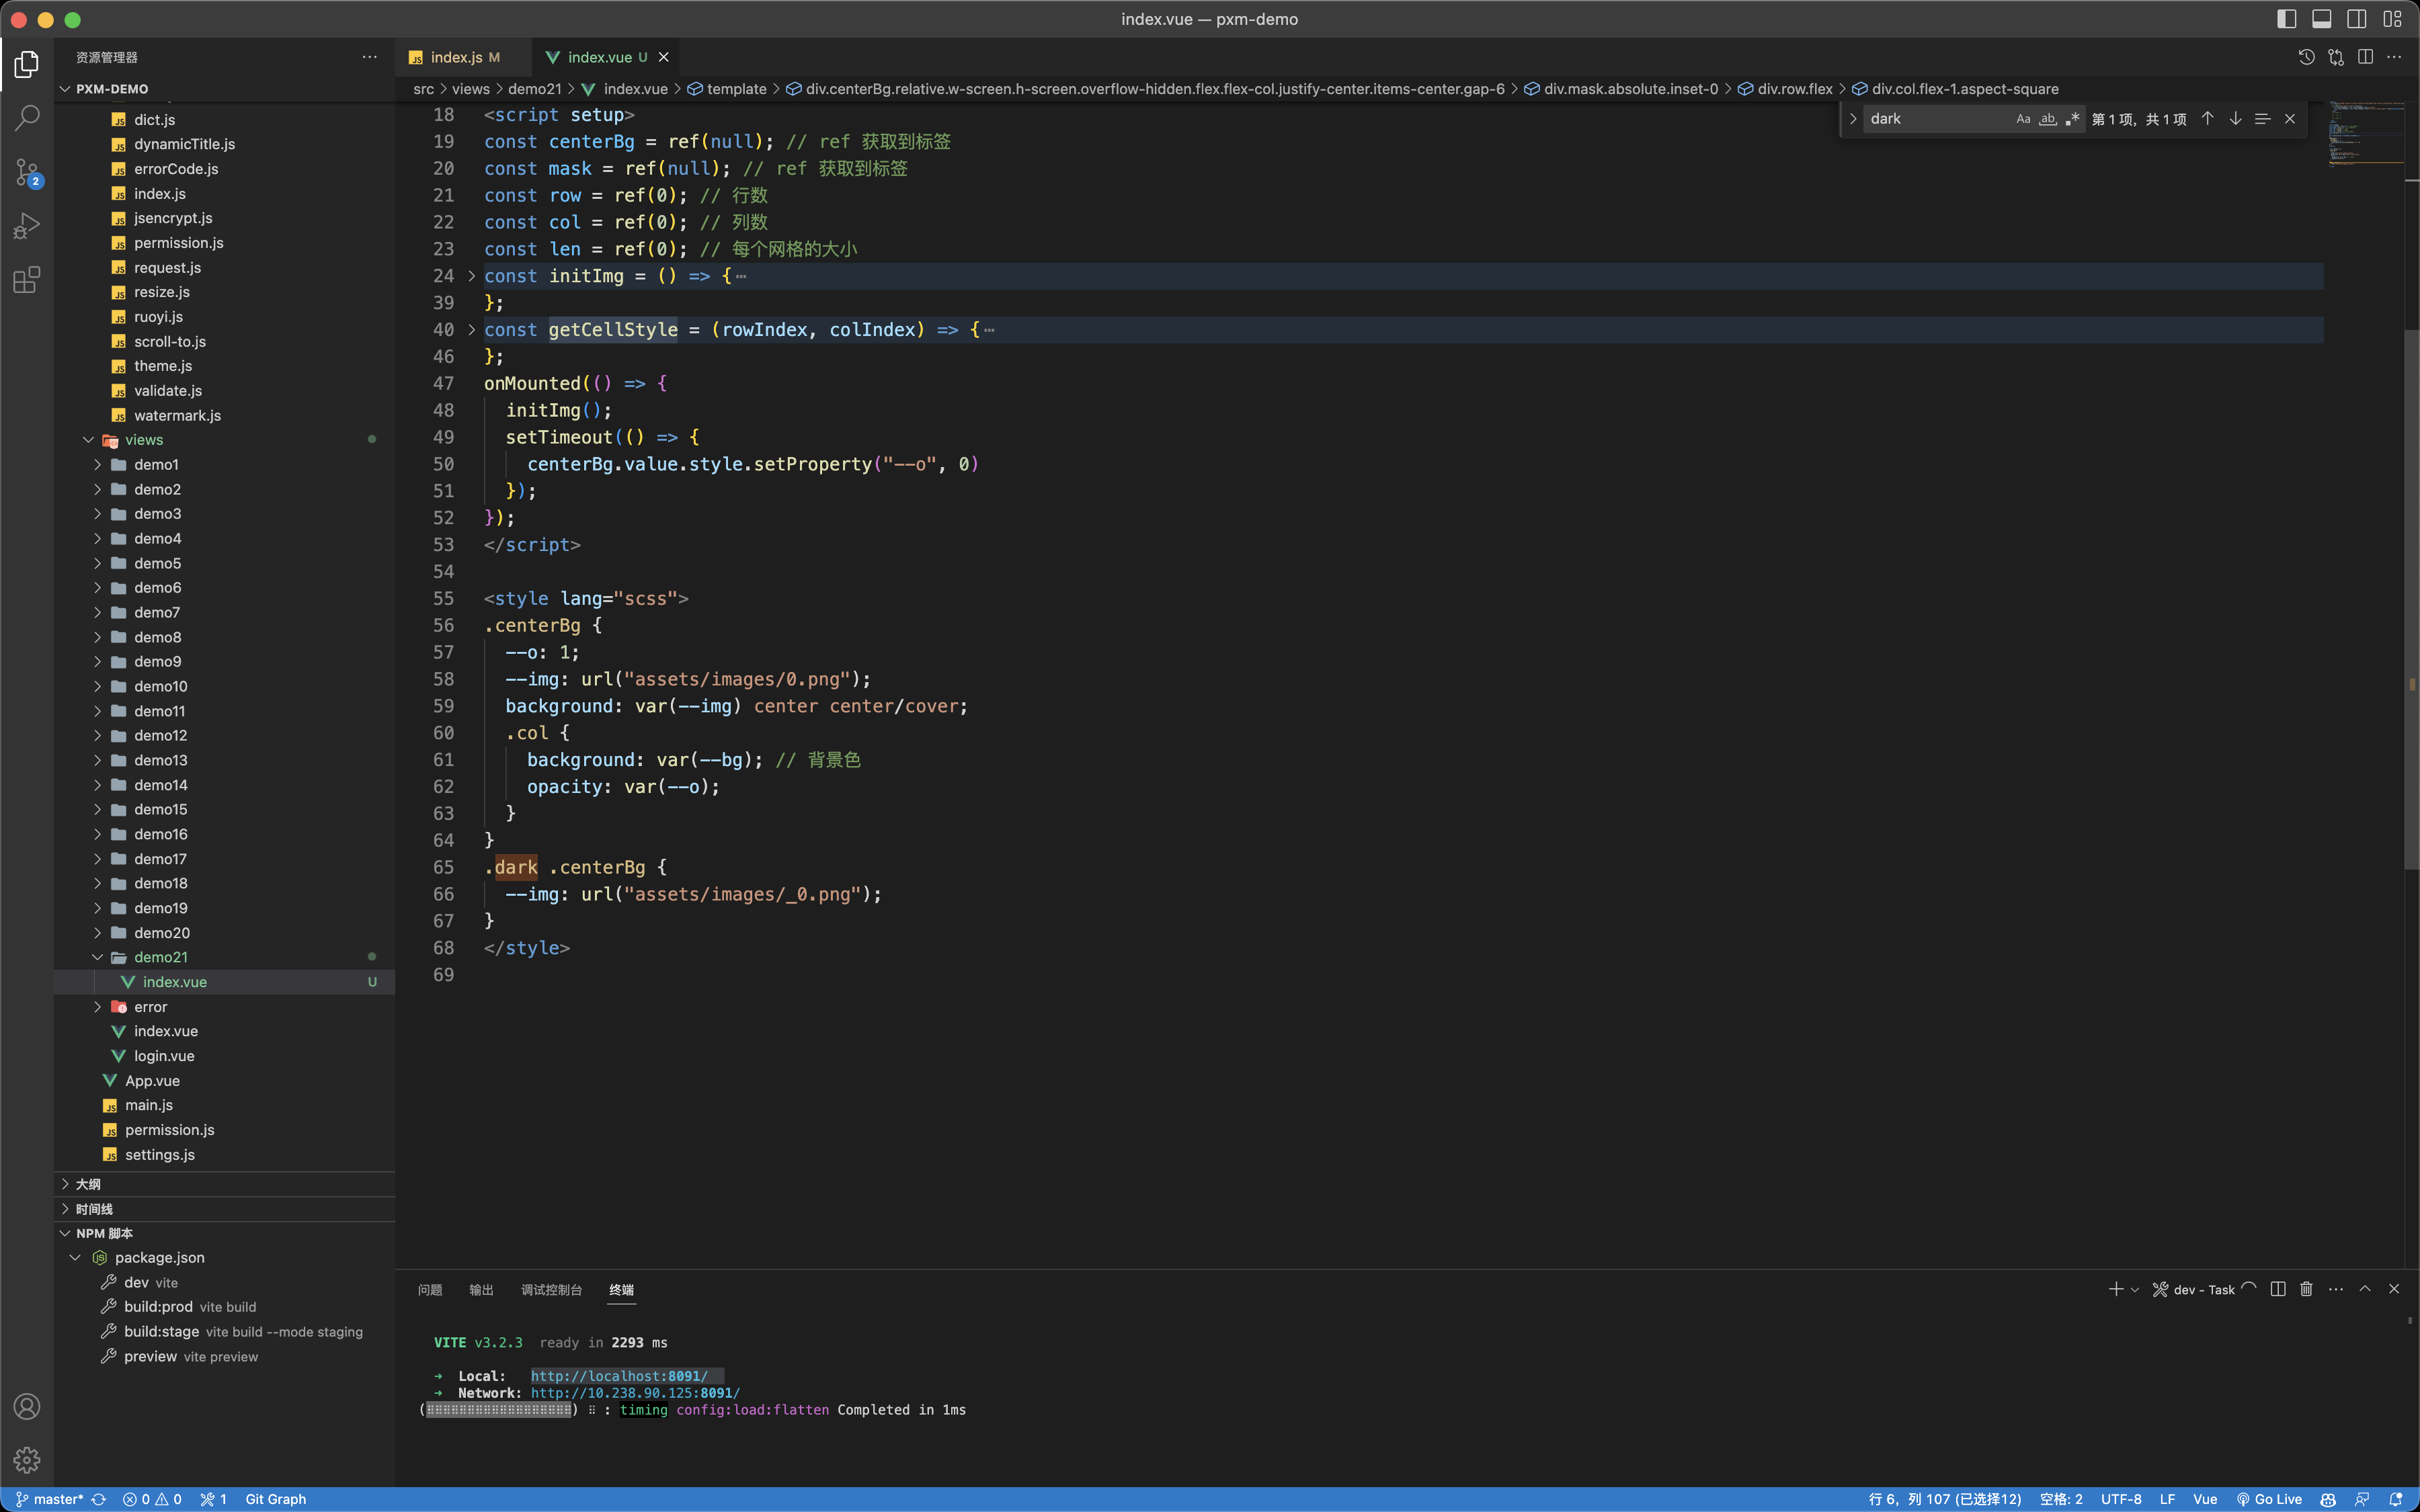 index.vue — pxm-demo
资源管理器
PXM-DEMO
dict.js
dynamicTitle.js
errorCode.js
index.js
jsencrypt.js
permission.js
request.js
resize.js
ruoyi.js
scroll-to.js
theme.js
validate.js
watermark.js
views
demo1
demo2
demo3
demo4
demo5
demo6
demo7
demo8
demo9
demo10
demo11
demo12
demo13
demo14
demo15
demo16
demo17
demo18
demo19
demo20
demo21
index.vue U
error
index.vue
login.vue
App.vue
main.js
permission.js
settings.js
大纲
时间线
NPM 脚本
package.json
dev vite
build:prod vite build
build:stage vite build --mode staging
preview vite preview
2
index.js M
index.vue U
src > views > demo21 > index.vue > template > div.centerBg.relative.w-screen.h-screen.overflow-hidden.flex.flex-col.justify-center.items-center.gap-6 > div.mask.absolute.inset-0 > div.row.flex > div.col.flex-1.aspect-square
dark Aa ab .* 第1项，共1项
18 <script setup>
19 const centerBg = ref(null); // ref 获取到标签
20 const mask = ref(null); // ref 获取到标签
21 const row = ref(0); // 行数
22 const col = ref(0); // 列数
23 const len = ref(0); // 每个网格的大小
24 const initImg = () => {⋯
39 };
40 const getCellStyle = (rowIndex, colIndex) => {⋯
46 };
47 onMounted(() => {
48 initImg();
49 setTimeout(() => {
50 centerBg.value.style.setProperty("--o", 0)
51 });
52 });
53 </script>
54
55 <style lang="scss">
56 .centerBg {
57 --o: 1;
58 --img: url("assets/images/0.png");
59 background: var(--img) center center/cover;
60 .col {
61 background: var(--bg); // 背景色
62 opacity: var(--o);
63 }
64 }
65 .dark .centerBg {
66 --img: url("assets/images/_0.png");
67 }
68 </style>
69
问题 输出 调试控制台 终端
dev - Task
VITE v3.2.3 ready in 2293 ms
➜ Local: http://localhost:8091/
➜ Network: http://10.238.90.125:8091/
(⠿⠿⠿⠿⠿⠿⠿⠿⠿⠿⠿⠿⠿⠿⠿⠿⠿⠿) ⠿ : timing config:load:flatten Completed in 1ms
master* 0 0 1 Git Graph
行 6，列 107 (已选择12) 空格: 2 UTF-8 LF Vue Go Live